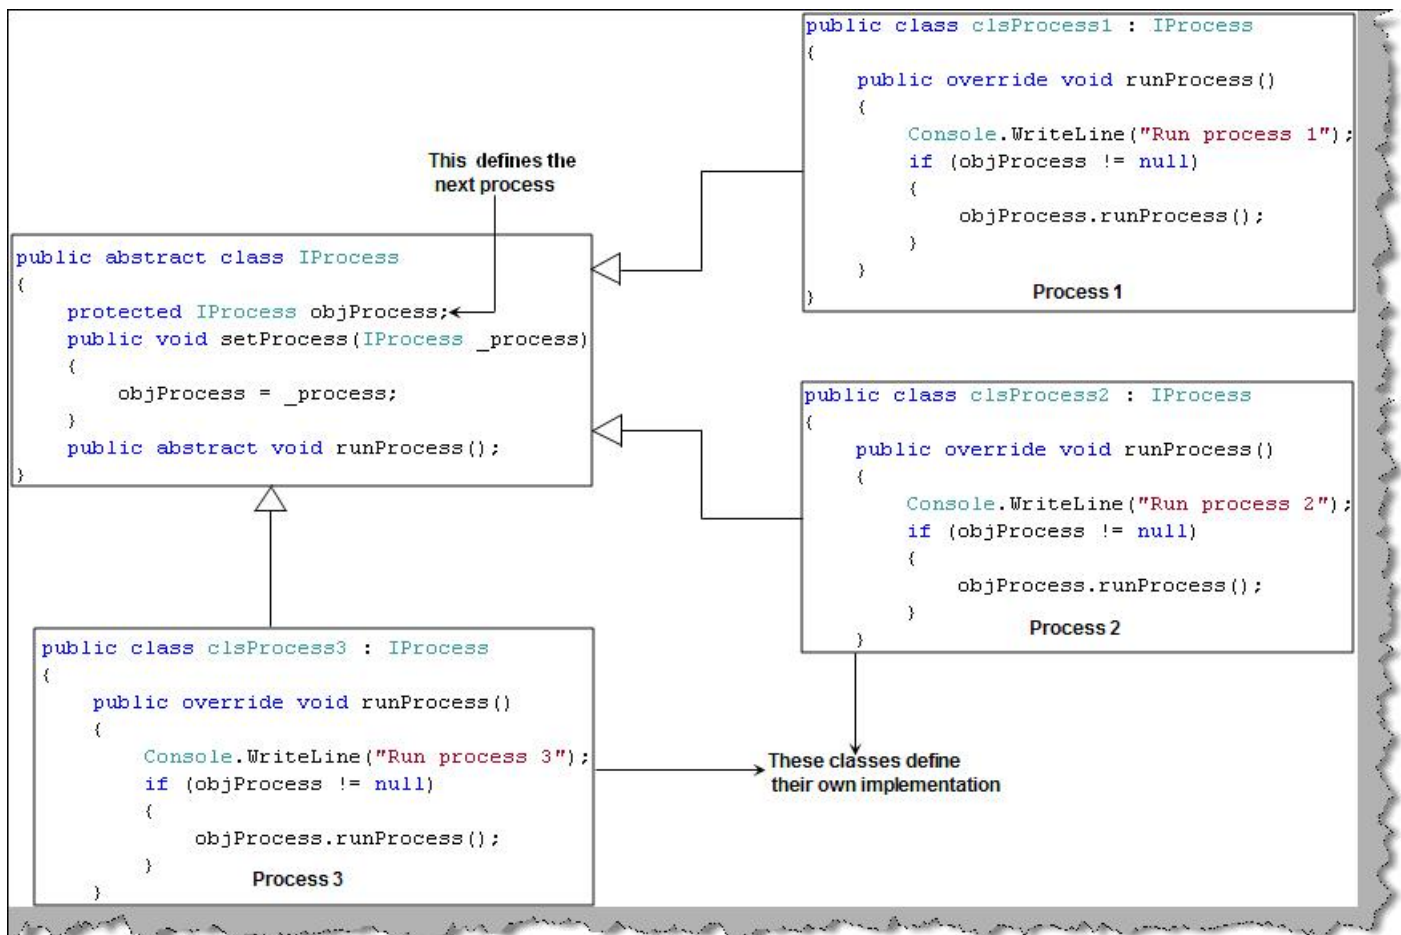 public class clsProcess1 : IProcess
{
public override void runProcess()
{
Console.WriteLine("Run process 1");
if (objProcess != null)
{
objProcess.runProcess();
}
}
}
Process 1
This defines the
next process
public abstract class IProcess
{
protected IProcess objProcess;
public void setProcess(IProcess _process)
{
objProcess = _process;
}
public abstract void runProcess();
}
public class clsProcess2 : IProcess
{
public override void runProcess()
{
Console.WriteLine("Run process 2");
if (objProcess != null)
{
objProcess.runProcess();
}
}
Process 2
public class clsProcess3 : IProcess
{
public override void runProcess()
{
Console.WriteLine("Run process 3");
if (objProcess != null)
{
objProcess.runProcess();
}
}
Process 3
These classes define
their own implementation